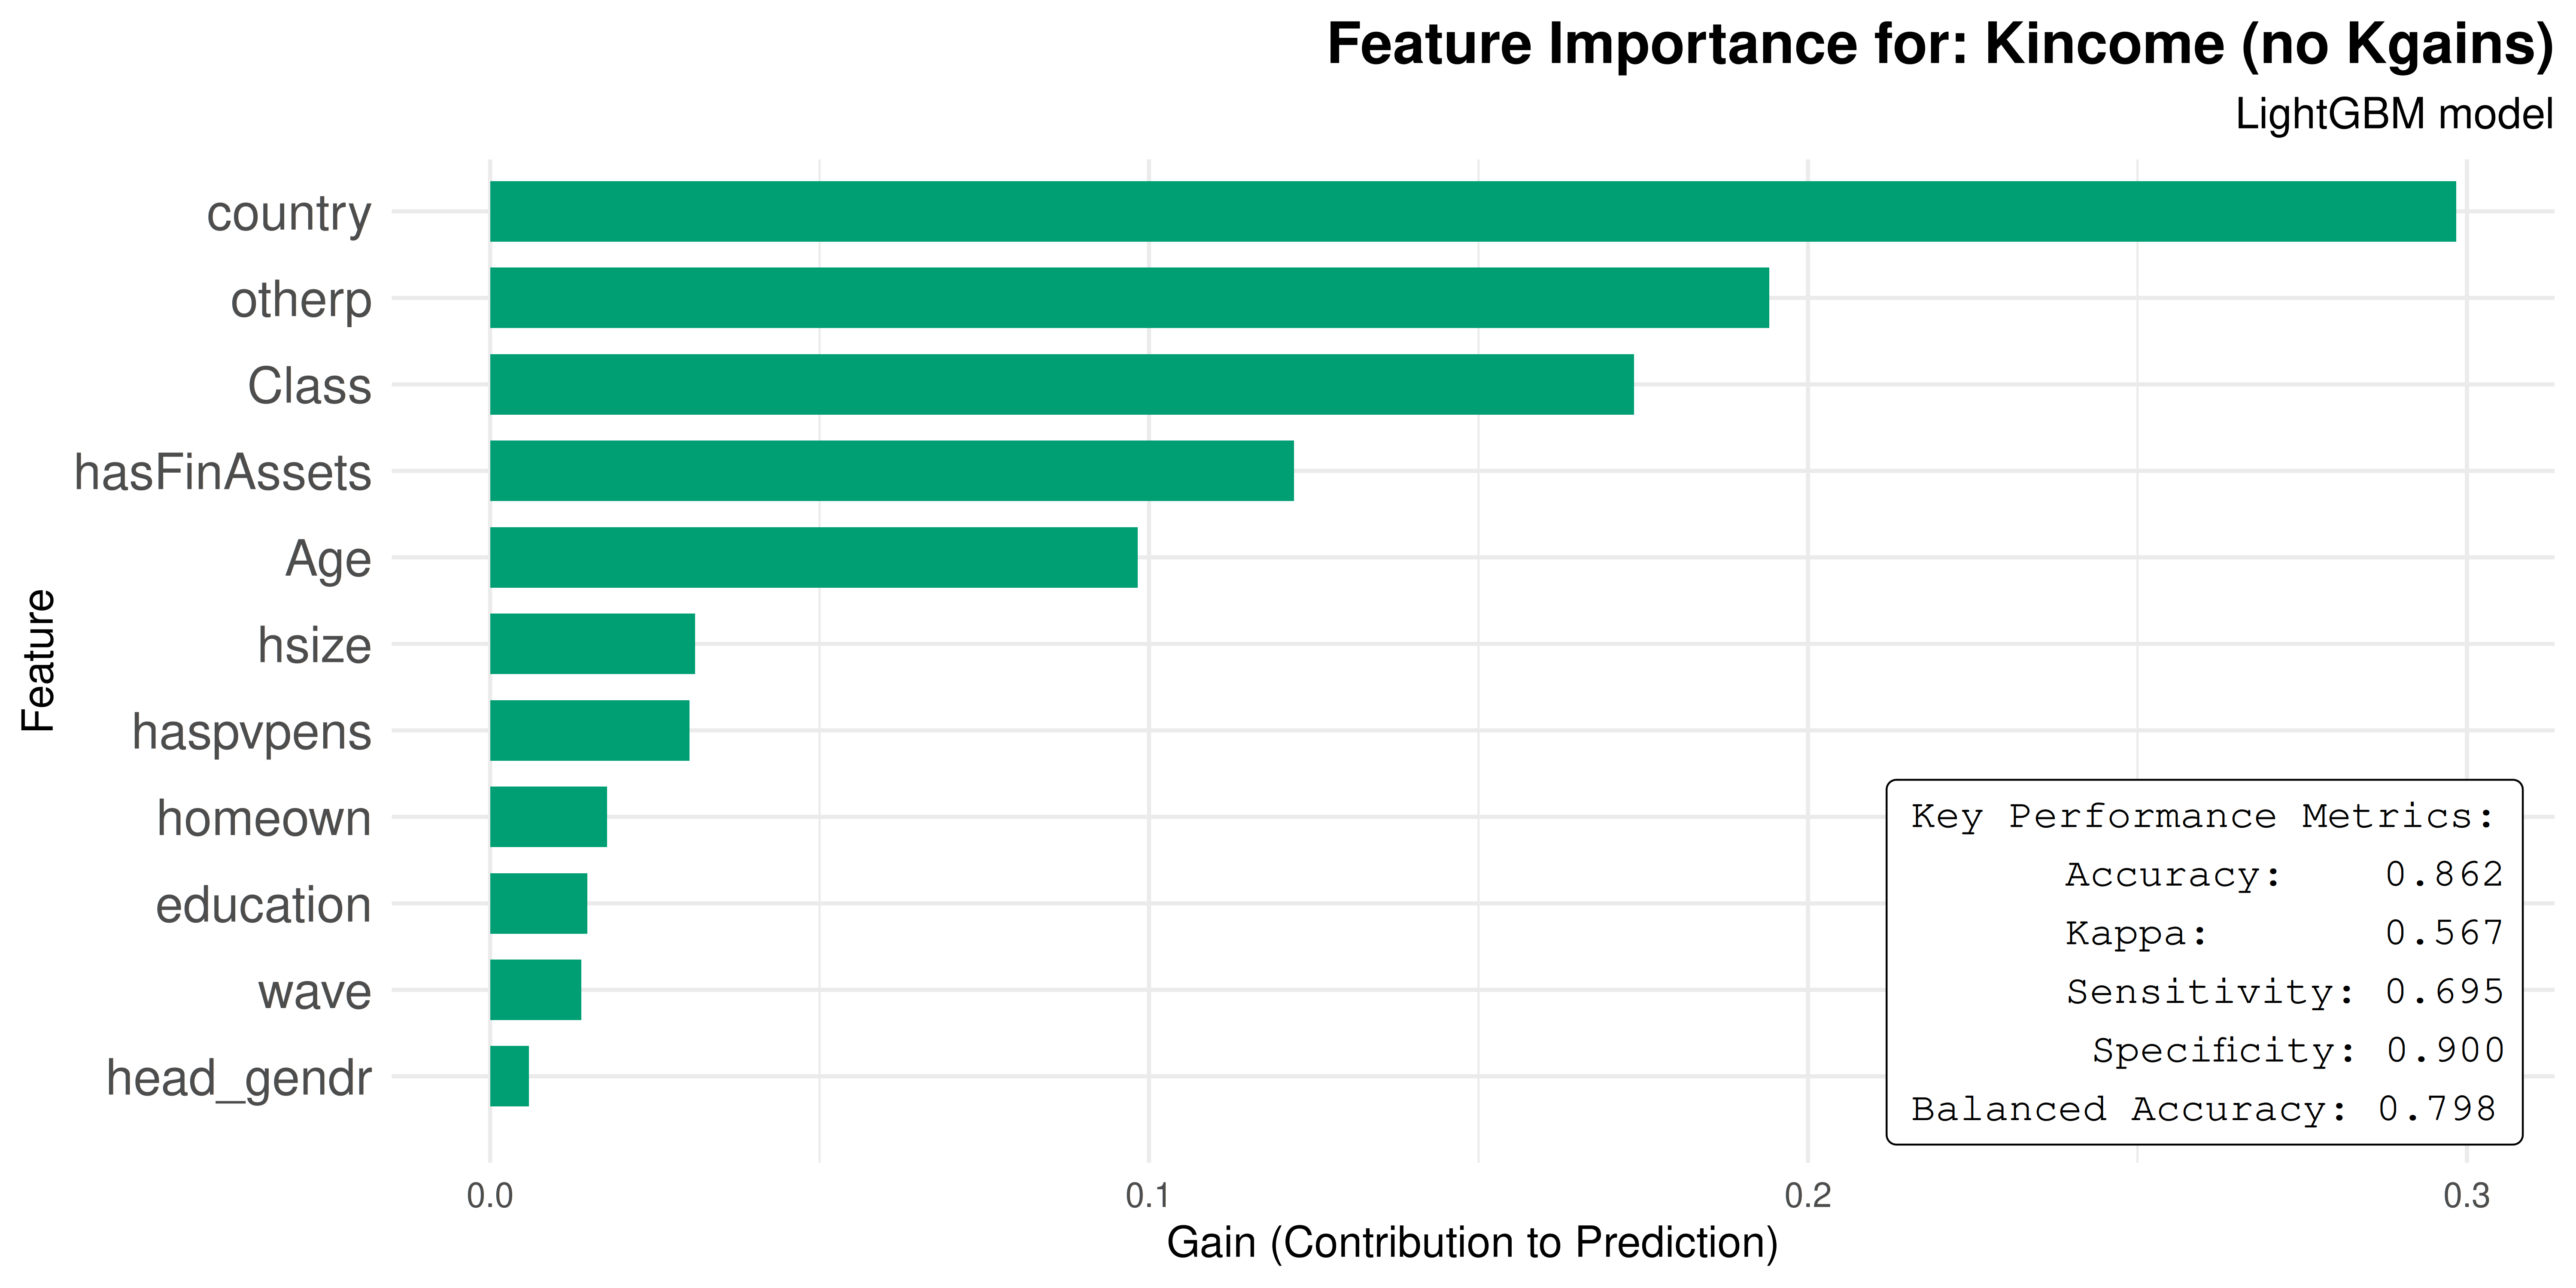 Feature Importance for: Kincome (no Kgains)
LightGBM model
Feature
country
otherp
Class
hasFinAssets
Age
hsize
haspvpens
homeown
education
wave
head_gendr
Key Performance Metrics:
Accuracy: 0.862
Kappa: 0.567
Sensitivity: 0.695
Specificity: 0.900
Balanced Accuracy: 0.798
0.0 0.1 0.2 0.3
Gain (Contribution to Prediction)